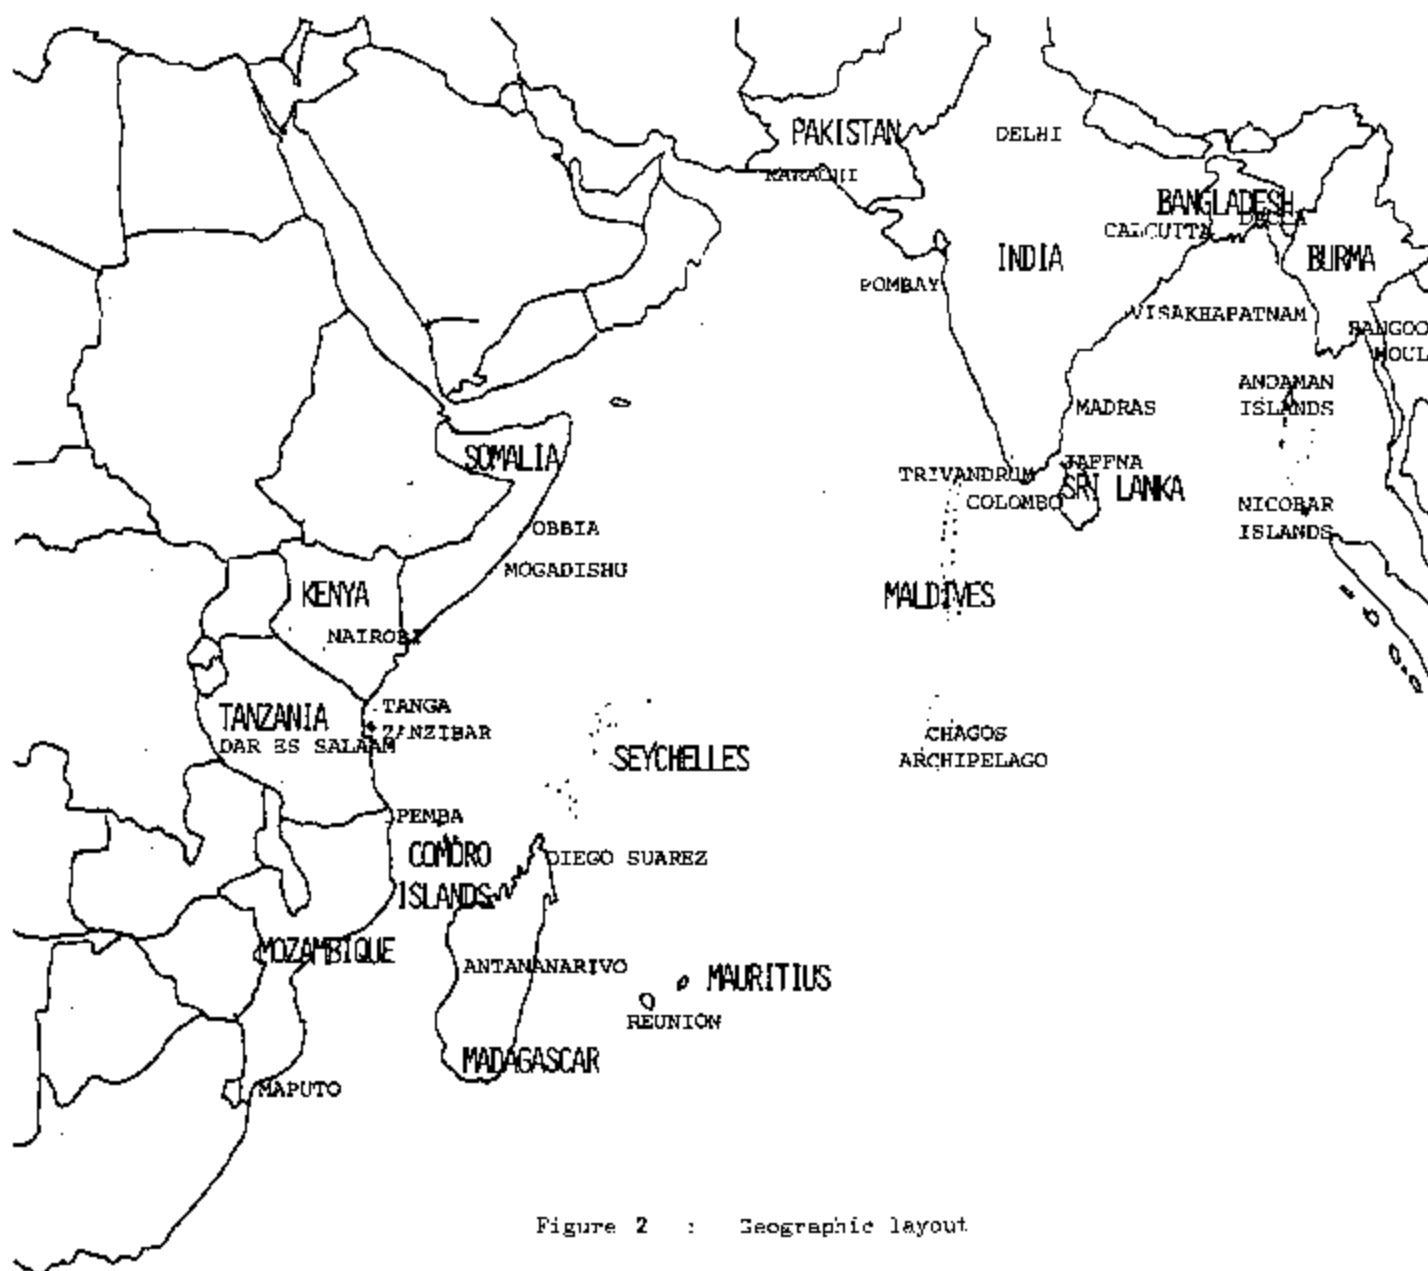 PAKISTAN
DELHI
KARACHI
BANGLADESH
CALCUTTA
INDIA
BURMA
POMBAY
VISAKHAPATNAM
ANDAMAN
ISLANDS
MADRAS
SOMALIA
JAFFNA
TRIVANDRUM
SRI LANKA
COLOMBO
NICOBAR
ISLANDS
OBBIA
MOGADISHU
KENYA
MALDIVES
NAIROBI
TANGA
TANZANIA
ZANZIBAR
DAR ES SALAAM
CHAGOS
ARCHIPELAGO
SEYCHELLES
PEMBA
COMORO
ISLANDS
DIEGO SUAREZ
MOZAMBIQUE
ANTANANARIVO
MAURITIUS
REUNION
MADAGASCAR
MAPUTO
Figure 2 : Geographic layout